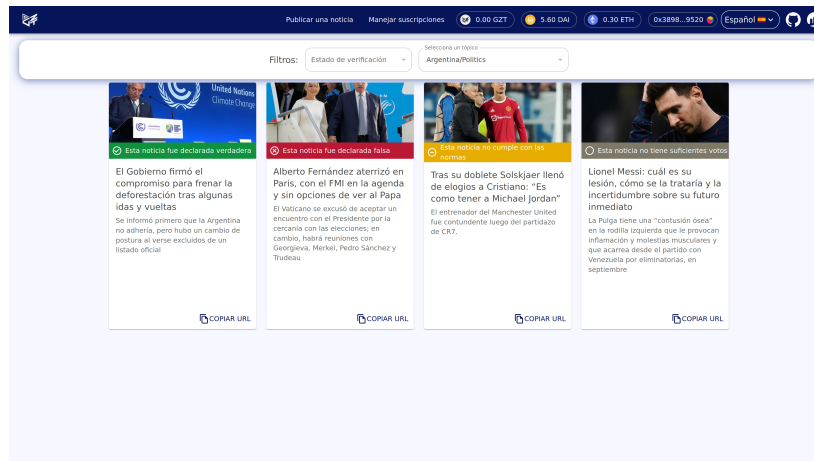 Publicar una noticia Manejar suscripciones 0.00 GZT 5.60 DAI 0.30 ETH 0x3898...9520 Español
Filtros: Estado de verificación
Seleccioná un tópico
Argentina/Politics
United Nations
Climate Change
Esta noticia fue declarada verdadera
El Gobierno firmó el
compromiso para frenar la
deforestación tras algunas
idas y vueltas
Se informó primero que la Argentina
no adhería, pero hubo un cambio de
postura al verse excluidos de un
listado oficial
COPIAR URL
Esta noticia fue declarada falsa
Alberto Fernández aterrizó en
Paris, con el FMI en la agenda
y sin opciones de ver al Papa
El Vaticano se excusó de aceptar un
encuentro con el Presidente por la
cercanía con las elecciones; en
cambio, habrá reuniones con
Georgieva, Merkel, Pedro Sánchez y
Trudeau
COPIAR URL
Esta noticia no cumple con las
normas
Tras su doblete Solskjaer llenó
de elogios a Cristiano: “Es
como tener a Michael Jordan”
El entrenador del Manchester United
fue contundente luego del partidazo
de CR7.
COPIAR URL
Esta noticia no tiene suficientes votos
Lionel Messi: cuál es su
lesión, cómo se la trataría y la
incertidumbre sobre su futuro
inmediato
La Pulga tiene una “contusión ósea”
en la rodilla izquierda que le provocan
inflamación y molestias musculares y
que acarrea desde el partido con
Venezuela por eliminatorias, en
septiembre
COPIAR URL